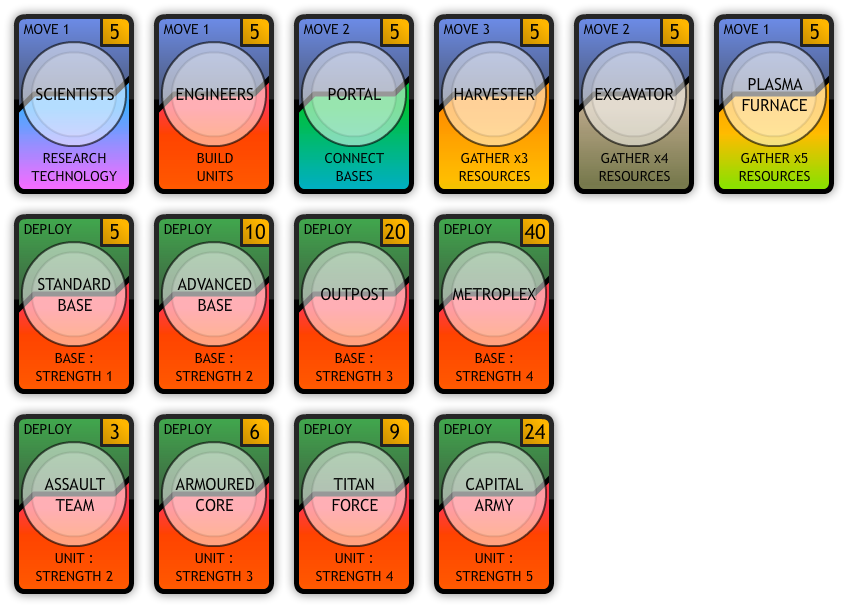 MOVE 1 5
SCIENTISTS
RESEARCH
TECHNOLOGY
MOVE 1 5
ENGINEERS
BUILD
UNITS
MOVE 2 5
PORTAL
CONNECT
BASES
MOVE 3 5
HARVESTER
GATHER x3
RESOURCES
MOVE 2 5
EXCAVATOR
GATHER x4
RESOURCES
MOVE 1 5
PLASMA
FURNACE
GATHER x5
RESOURCES
DEPLOY 5
STANDARD
BASE
BASE :
STRENGTH 1
DEPLOY 10
ADVANCED
BASE
BASE :
STRENGTH 2
DEPLOY 20
OUTPOST
BASE :
STRENGTH 3
DEPLOY 40
METROPLEX
BASE :
STRENGTH 4
DEPLOY 3
ASSAULT
TEAM
UNIT :
STRENGTH 2
DEPLOY 6
ARMOURED
CORE
UNIT :
STRENGTH 3
DEPLOY 9
TITAN
FORCE
UNIT :
STRENGTH 4
DEPLOY 24
CAPITAL
ARMY
UNIT :
STRENGTH 5